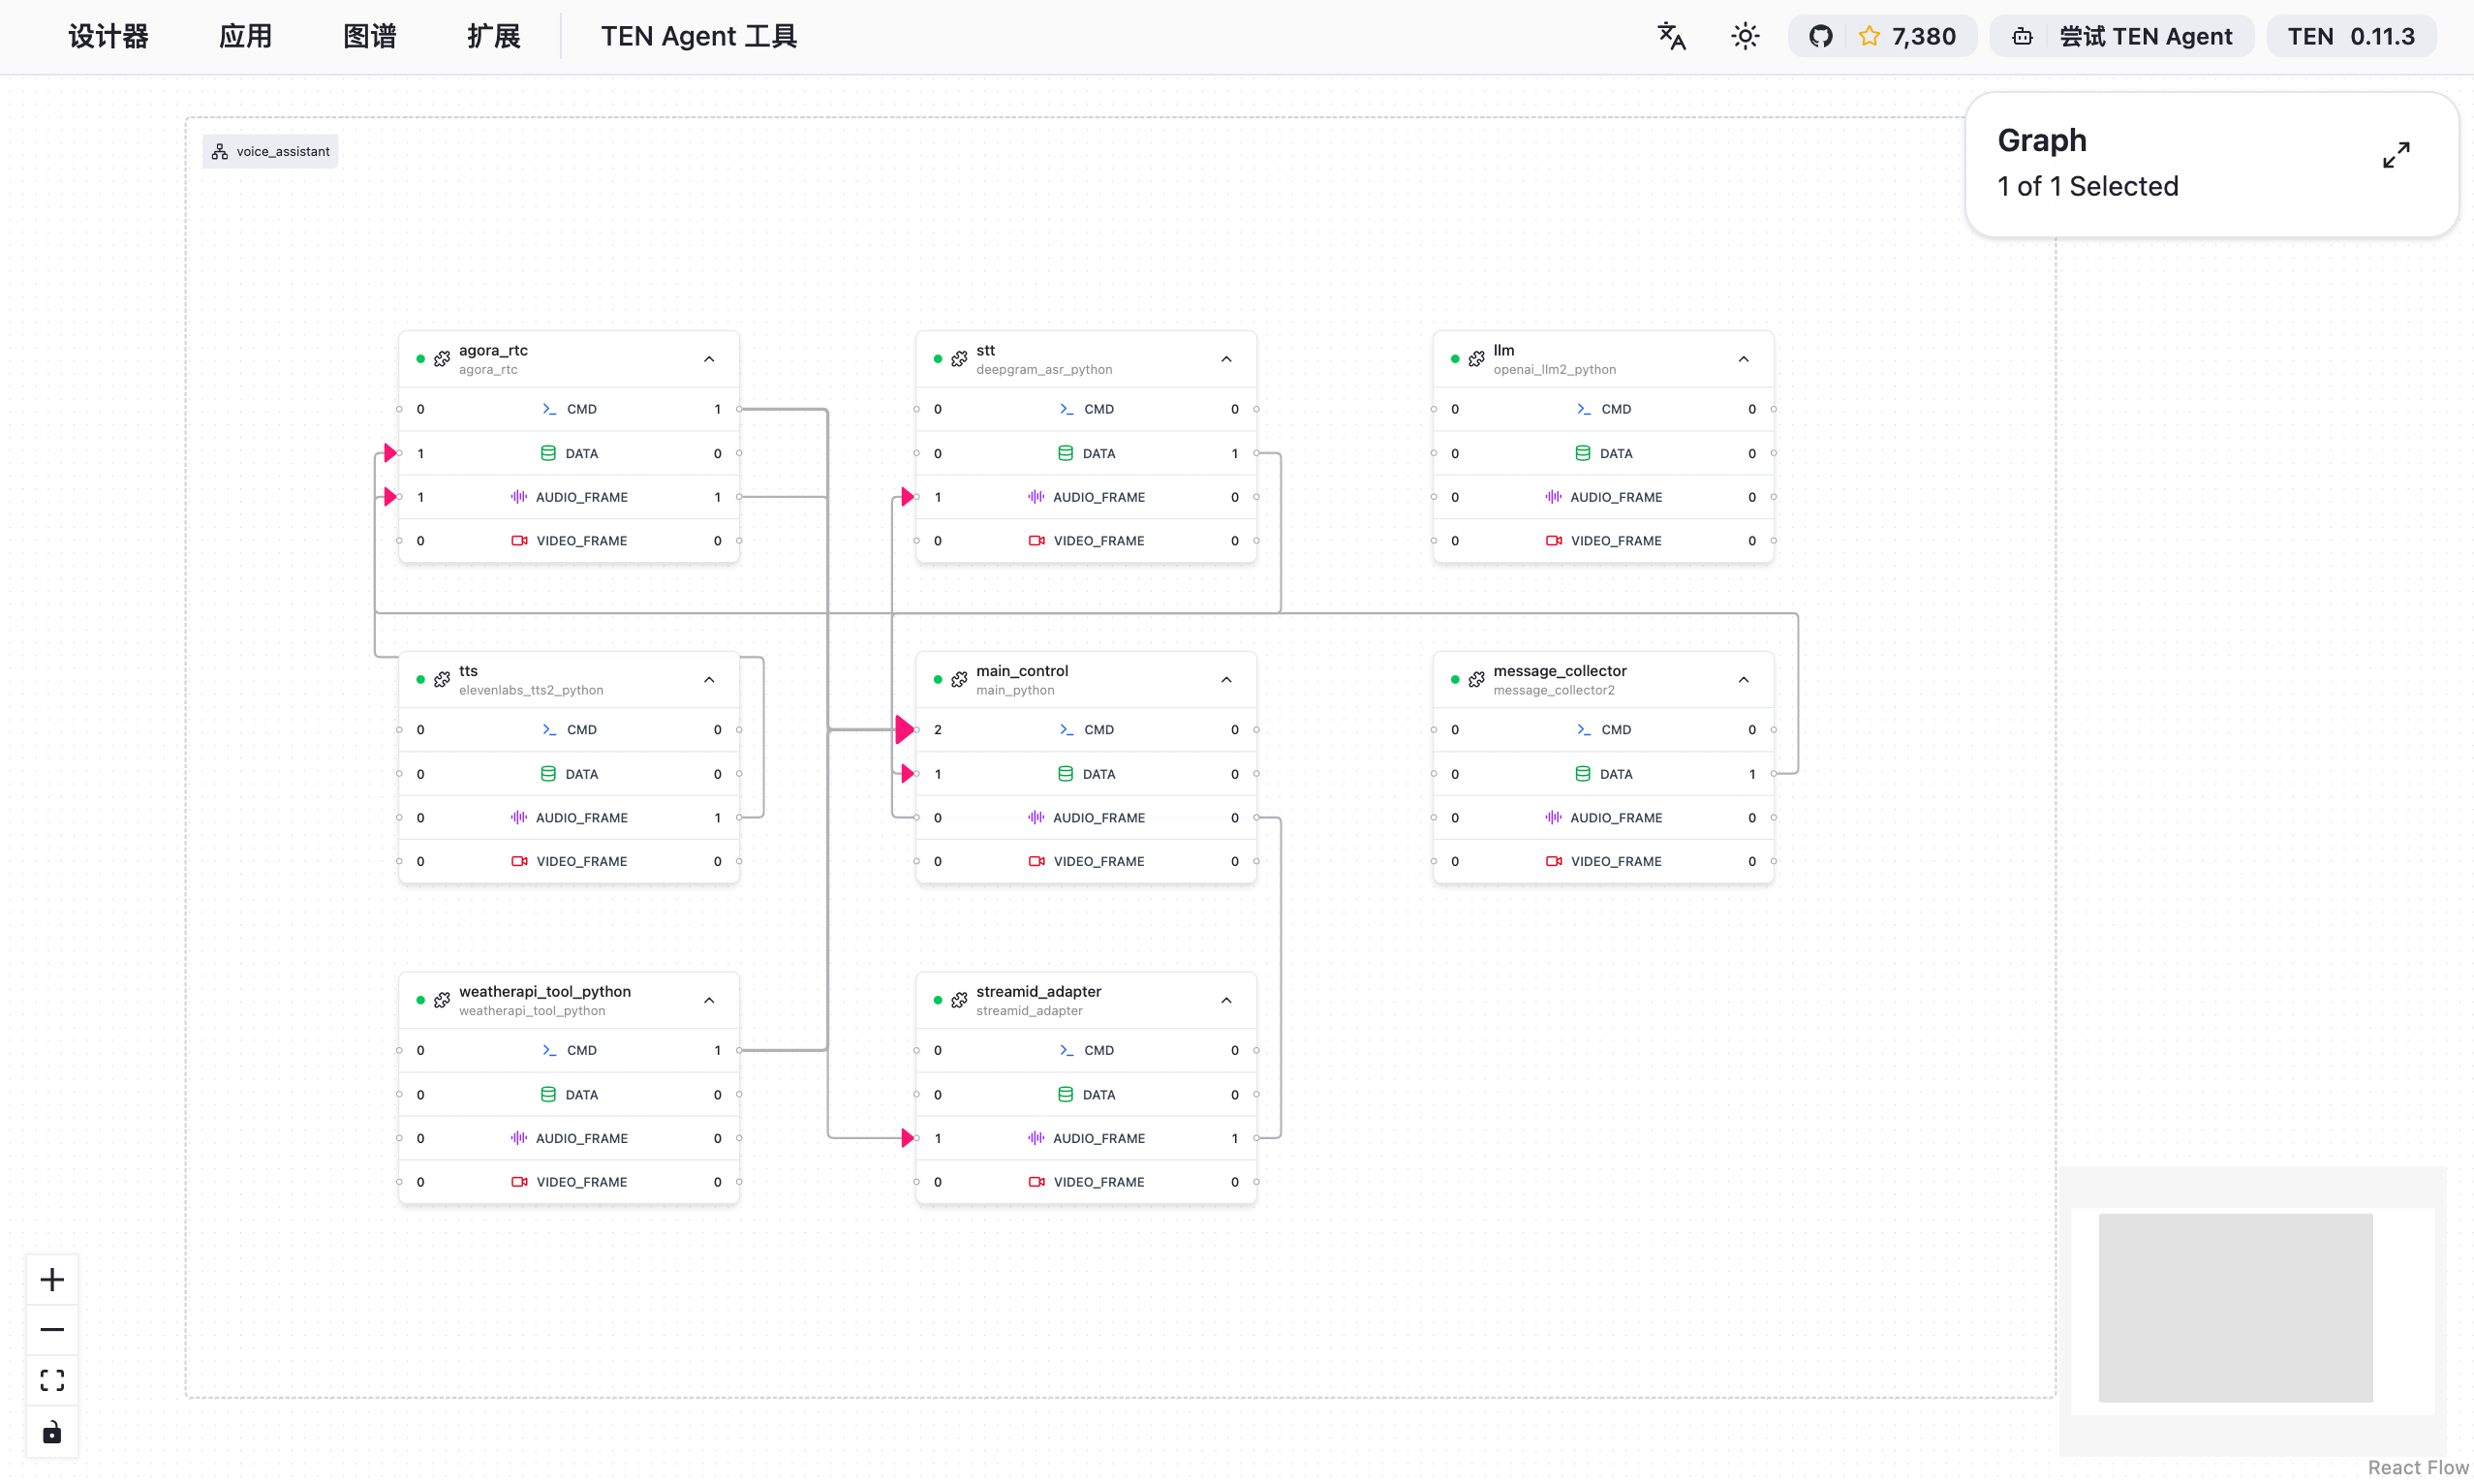 设计器 应用 图谱 扩展 TEN Agent 工具 7,380 尝试 TEN Agent TEN 0.11.3
Graph
1 of 1 Selected
voice_assistant
agora_rtc
agora_rtc
0 CMD 1
1 DATA 0
1 AUDIO_FRAME 1
0 VIDEO_FRAME 0
stt
deepgram_asr_python
0 CMD 0
0 DATA 1
1 AUDIO_FRAME 0
0 VIDEO_FRAME 0
llm
openai_llm2_python
0 CMD 0
0 DATA 0
0 AUDIO_FRAME 0
0 VIDEO_FRAME 0
tts
elevenlabs_tts2_python
0 CMD 0
0 DATA 0
0 AUDIO_FRAME 1
0 VIDEO_FRAME 0
main_control
main_python
2 CMD 0
1 DATA 0
0 AUDIO_FRAME 0
0 VIDEO_FRAME 0
message_collector
message_collector2
0 CMD 0
0 DATA 1
0 AUDIO_FRAME 0
0 VIDEO_FRAME 0
weatherapi_tool_python
weatherapi_tool_python
0 CMD 1
0 DATA 0
0 AUDIO_FRAME 0
0 VIDEO_FRAME 0
streamid_adapter
streamid_adapter
0 CMD 0
0 DATA 0
1 AUDIO_FRAME 1
0 VIDEO_FRAME 0
React Flow